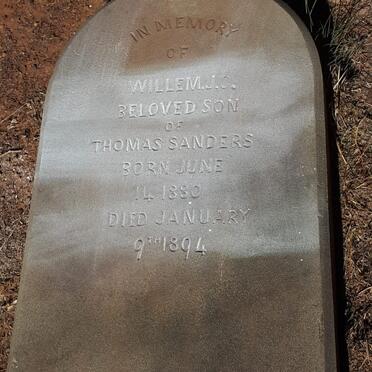 IN MEMORY
OF
WILLEM.J.
BELOVED SON
OF
THOMAS SANDERS
BORN JUNE
14 1880
DIED JANUARY
9TH 1894